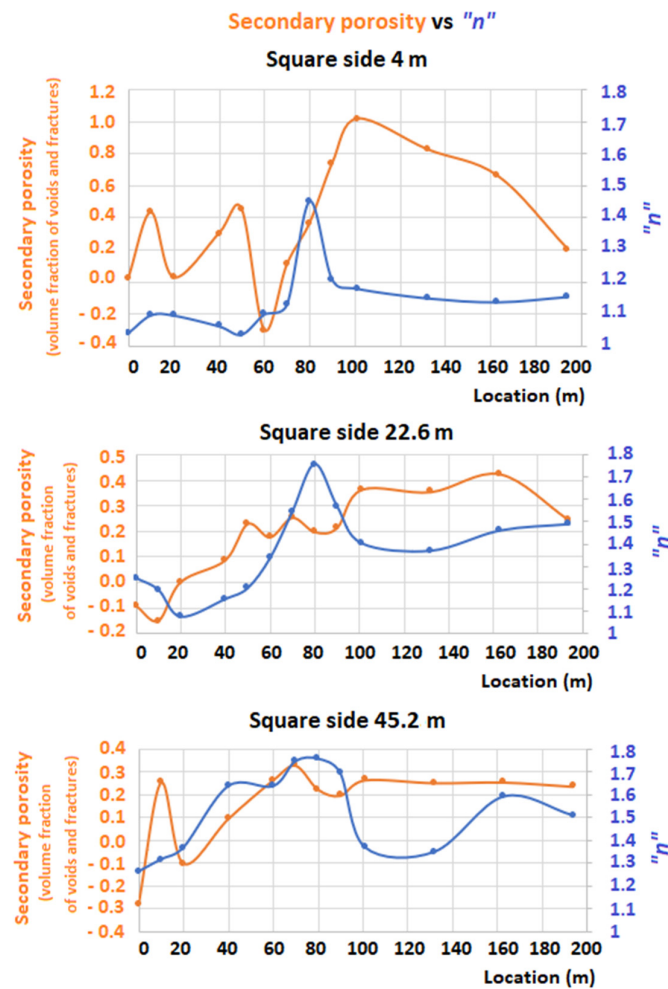 Secondary porosity vs "n"
Square side 4 m
Secondary porosity
(volume fraction of voids and fractures)
1.2
1.0
0.8
0.6
0.4
0.2
0.0
- 0.2
- 0.4
1.8
1.7
1.6
1.5
1.4
1.3
1.2
1.1
1
"n"
0 20 40 60 80 100 120 140 160 180 200
Location (m)
Square side 22.6 m
Secondary porosity
(volume fraction
of voids and fractures)
0.5
0.4
0.3
0.2
0.1
0.0
- 0.1
- 0.2
1.8
1.7
1.6
1.5
1.4
1.3
1.2
1.1
1
"n"
0 20 40 60 80 100 120 140 160 180 200
Location (m)
Square side 45.2 m
Secondary porosity
(volume fraction
of voids and fractures)
0.4
0.3
0.2
0.0
- 0.1
- 0.2
- 0.3
- 0.4
1.8
1.7
1.6
1.5
1.4
1.3
1.2
1.1
1
"n"
0 20 40 60 80 100 120 140 160 180 200
Location (m)